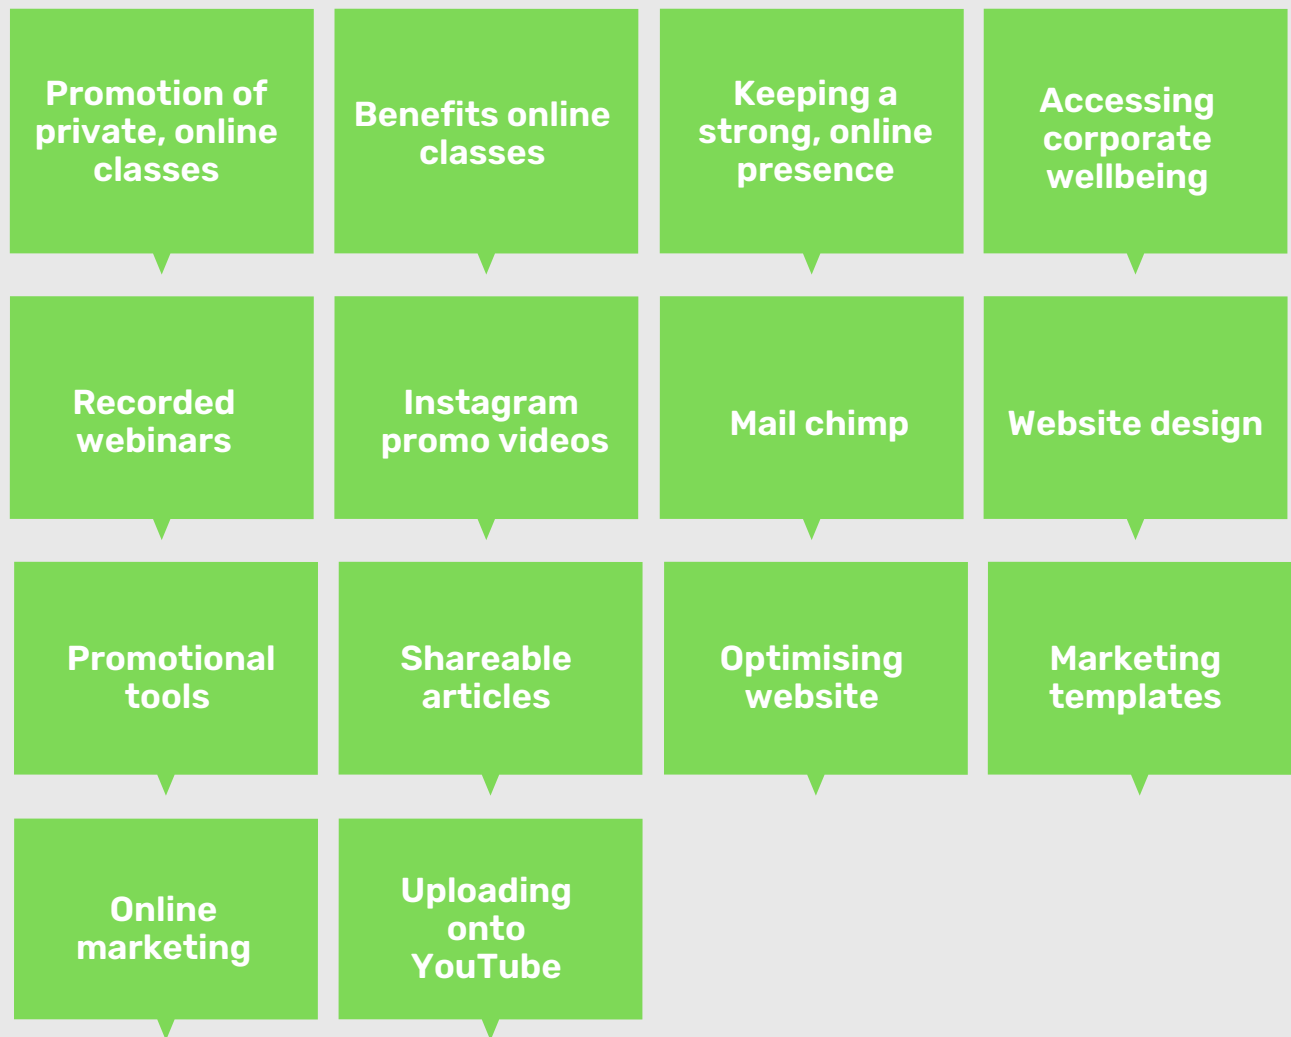 Promotion of
private, online
classes
Benefits online
classes
Keeping a
strong, online
presence
Accessing
corporate
wellbeing
Recorded
webinars
Instagram
promo videos
Mail chimp
Website design
Promotional
tools
Shareable
articles
Optimising
website
Marketing
templates
Online
marketing
Uploading
onto
YouTube